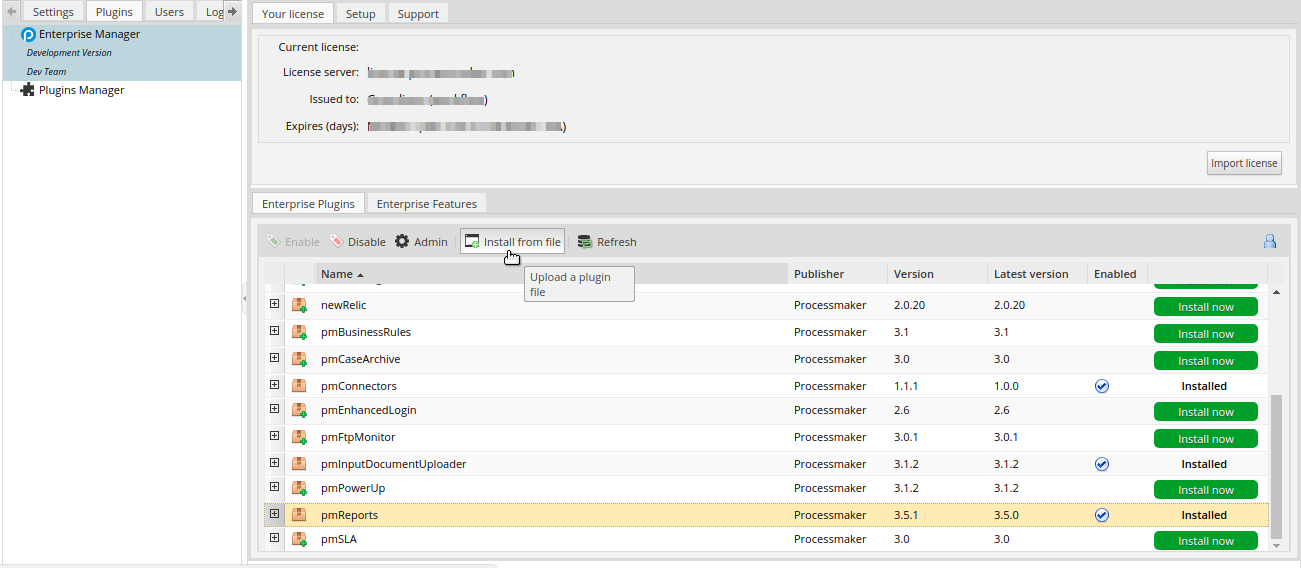 Settings Plugins Users Log
Enterprise Manager
Development Version
Dev Team
Plugins Manager
Your license Setup Support
Current license:
License server:
Issued to:
Expires (days):
Import license
Enterprise Plugins Enterprise Features
Enable Disable Admin Install from file Refresh
Upload a plugin
file
Name Publisher Version Latest version Enabled
newRelic Processmaker 2.0.20 2.0.20 Install now
pmBusinessRules Processmaker 3.1 3.1 Install now
pmCaseArchive Processmaker 3.0 3.0 Install now
pmConnectors Processmaker 1.1.1 1.0.0 Installed
pmEnhancedLogin Processmaker 2.6 2.6 Install now
pmFtpMonitor Processmaker 3.0.1 3.0.1 Install now
pmInputDocumentUploader Processmaker 3.1.2 3.1.2 Installed
pmPowerUp Processmaker 3.1.2 3.1.2 Install now
pmReports Processmaker 3.5.1 3.5.0 Installed
pmSLA Processmaker 3.0 3.0 Install now